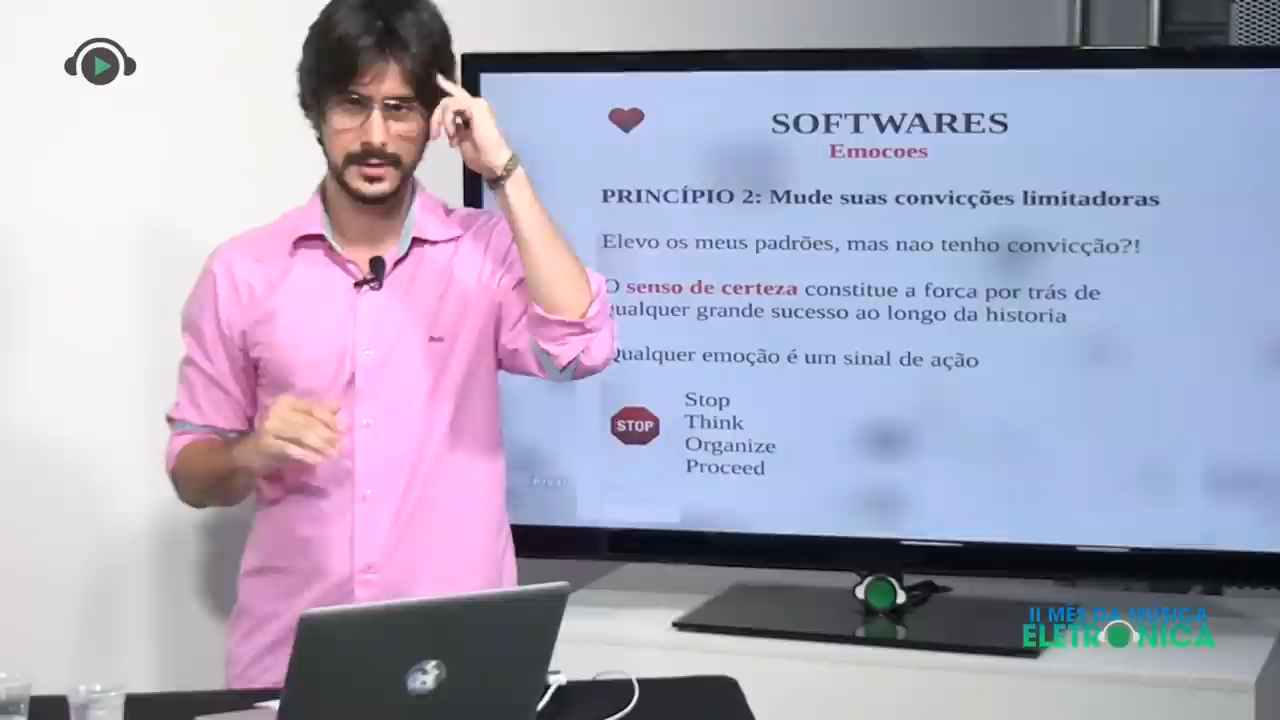 SOFTWARES
Emocoes
PRINCÍPIO 2: Mude suas convicções limitadoras
Elevo os meus padrões, mas nao tenho convicção?!
O senso de certeza constitue a forca por trás de
qualquer grande sucesso ao longo da historia
Qualquer emoção é um sinal de ação
Stop
Think
Organize
Proceed
STOP
II MÊS DA MÚSICA
ELETRÔNICA